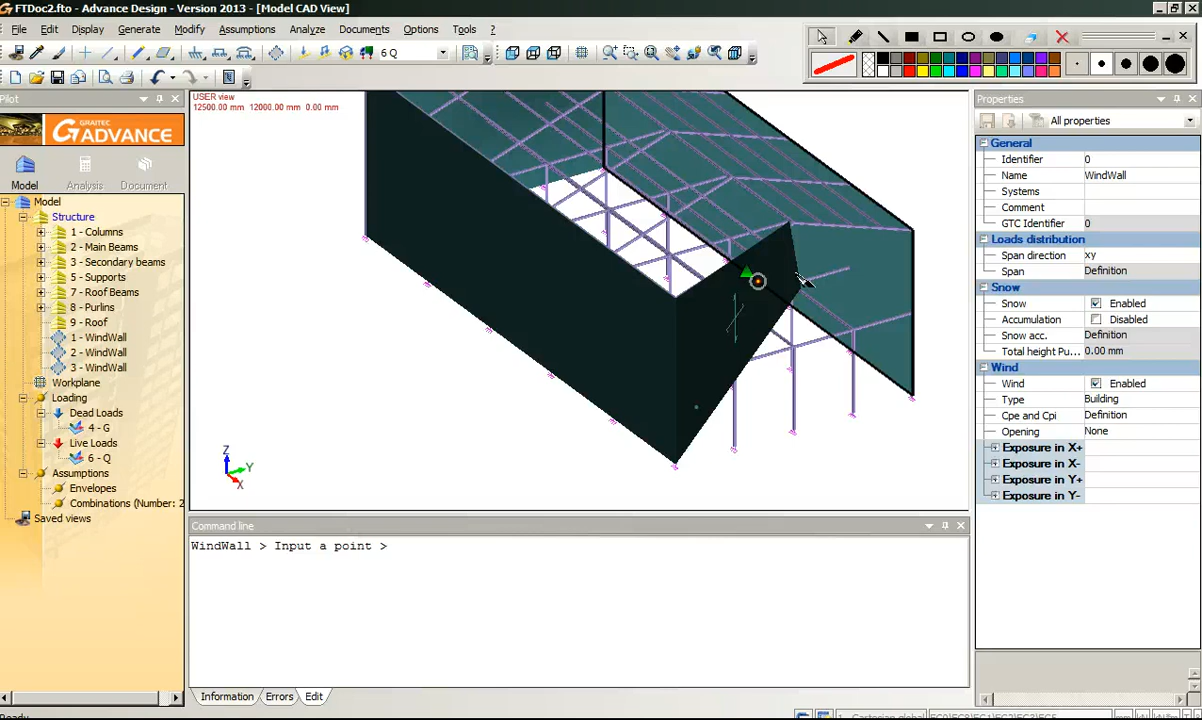 FTDoc2.fto - Advance Design - Version 2013 - [Model CAD View]
File Edit Display Generate Modify Assumptions Analyze Documents Options Tools ?
6 Q
Pilot
GRAITEC
ADVANCE
Model Analysis Document
Model
Structure
1 - Columns
2 - Main Beams
3 - Secondary beams
5 - Supports
7 - Roof Beams
8 - Purlins
9 - Roof
1 - WindWall
2 - WindWall
3 - WindWall
Workplane
Loading
Dead Loads
4 - G
Live Loads
6 - Q
Assumptions
Envelopes
Combinations (Number: 2
Saved views
USER view
12500.00 mm 12000.00 mm 0.00 mm
Z
Y
X
Command line
WindWall > Input a point >
Information Errors Edit
Properties
All properties
General
Identifier 0
Name WindWall
Systems
Comment
GTC Identifier 0
Loads distribution
Span direction xy
Span Definition
Snow
Snow Enabled
Accumulation Disabled
Snow acc. Definition
Total height Pu... 0.00 mm
Wind
Wind Enabled
Type Building
Cpe and Cpi Definition
Opening None
Exposure in X+
Exposure in X-
Exposure in Y+
Exposure in Y-